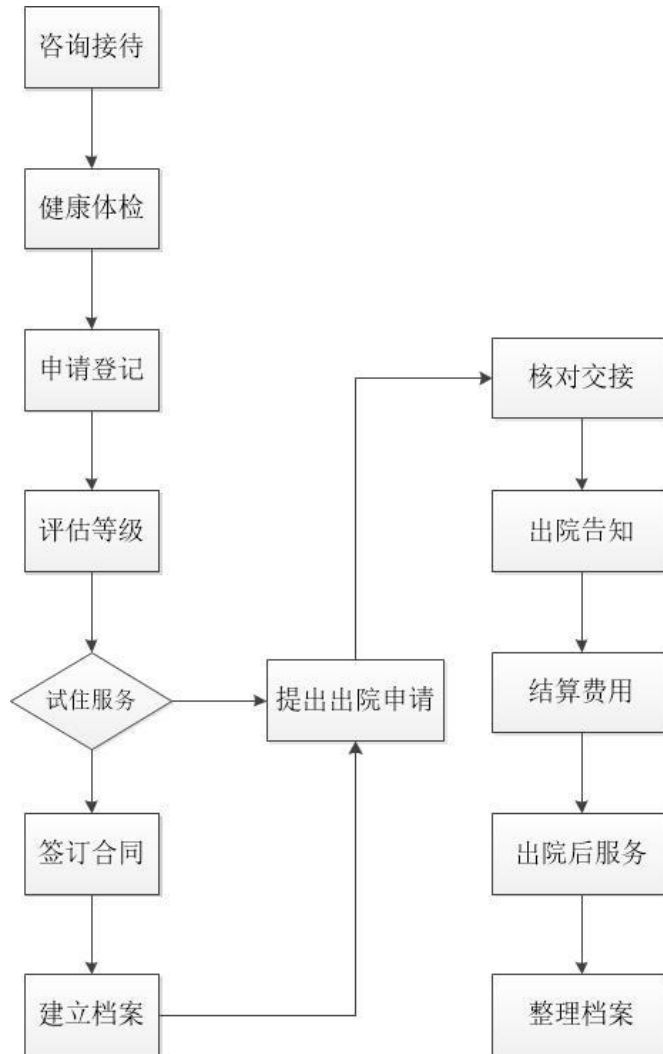 咨询接待
健康体检
申请登记
评估等级
试住服务
签订合同
建立档案
提出出院申请
核对交接
出院告知
结算费用
出院后服务
整理档案